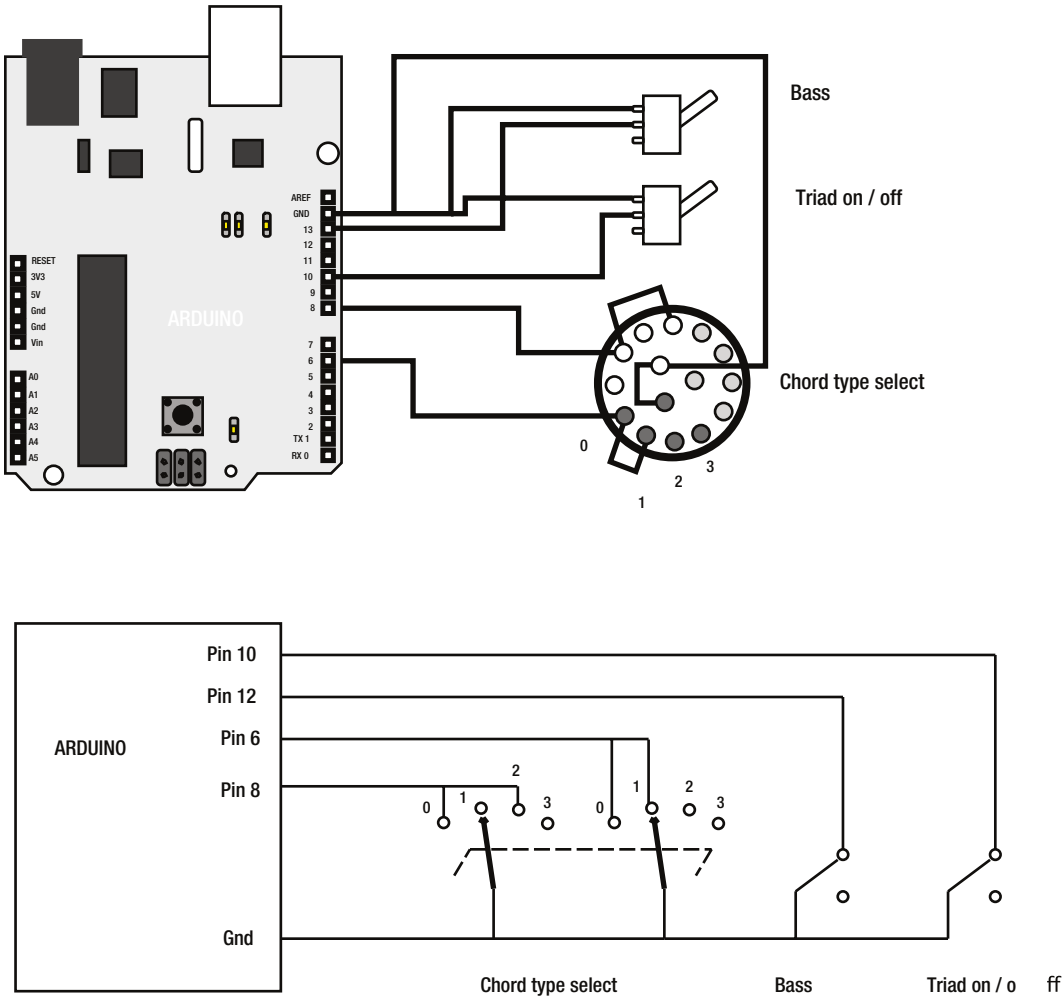 Bass
Triad on / off
AREF
GND
13
12
11
10
9
8
RESET
3V3
5V
Gnd
Gnd
Vin
ARDUINO
7
6
5
4
3
2
TX 1
RX 0
A0
A1
A2
A3
A4
A5
Chord type select
0
1
2
3
Pin 10
Pin 12
Pin 6
Pin 8
ARDUINO
0
1
2
3
0
1
2
3
Gnd
Chord type select
Bass
Triad on / o ff